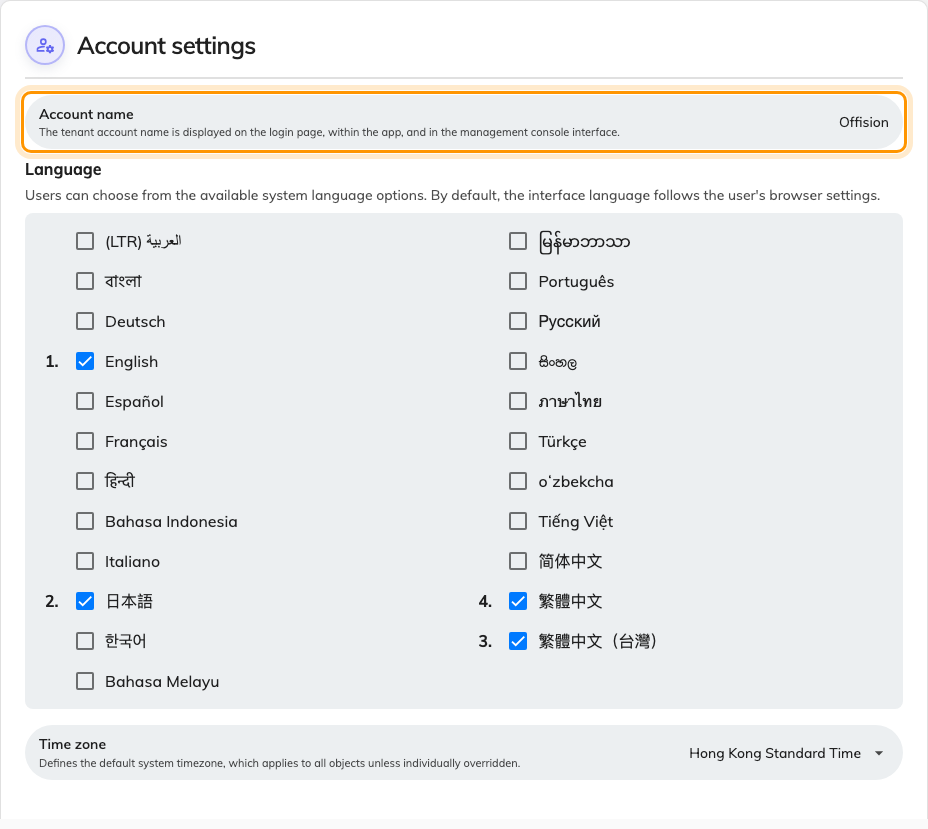 Account settings
Account name
The tenant account name is displayed on the login page, within the app, and in the management console interface.
Offision
Language
Users can choose from the available system language options. By default, the interface language follows the user's browser settings.
(LTR) العربية
বাংলা
Deutsch
1. English
Español
Français
हिन्दी
Bahasa Indonesia
Italiano
2. 日本語
한국어
Bahasa Melayu
မြန်မာဘာသာ
Português
Русский
සිංහල
ภาษาไทย
Türkçe
oʻzbekcha
Tiếng Việt
简体中文
4. 繁體中文
3. 繁體中文（台灣）
Time zone
Defines the default system timezone, which applies to all objects unless individually overridden.
Hong Kong Standard Time